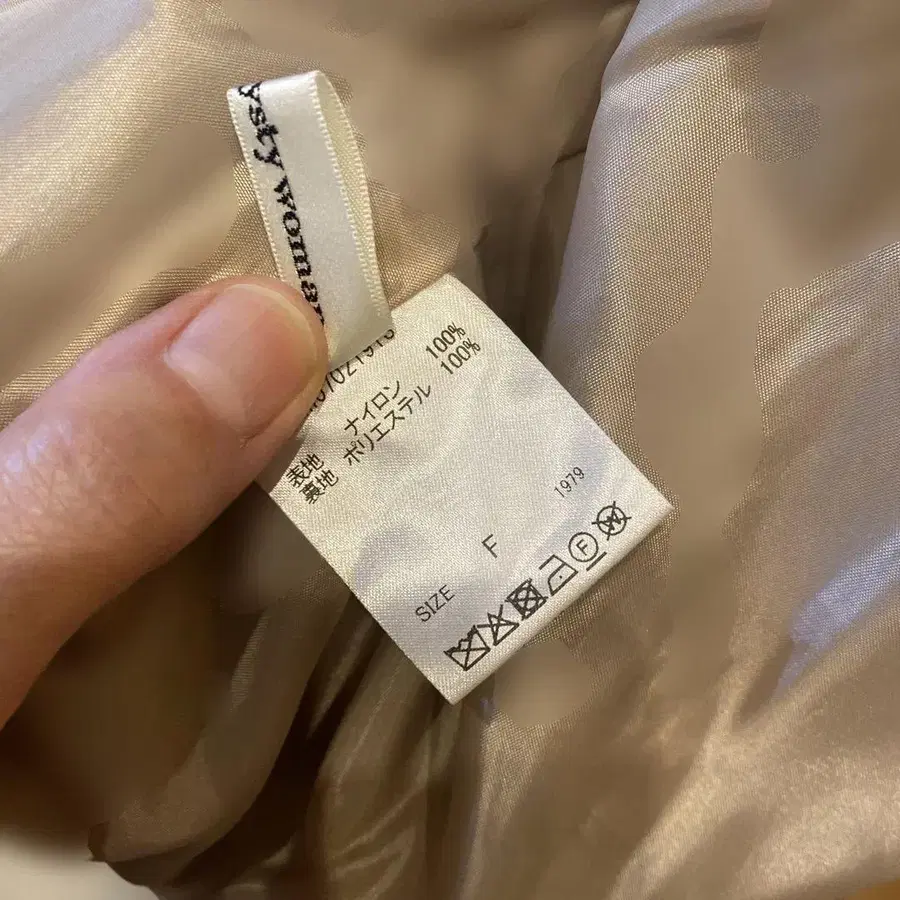 ysty woman
表地 ナイロン 100%
裏地 ポリエステル 100%
1979
SIZE F